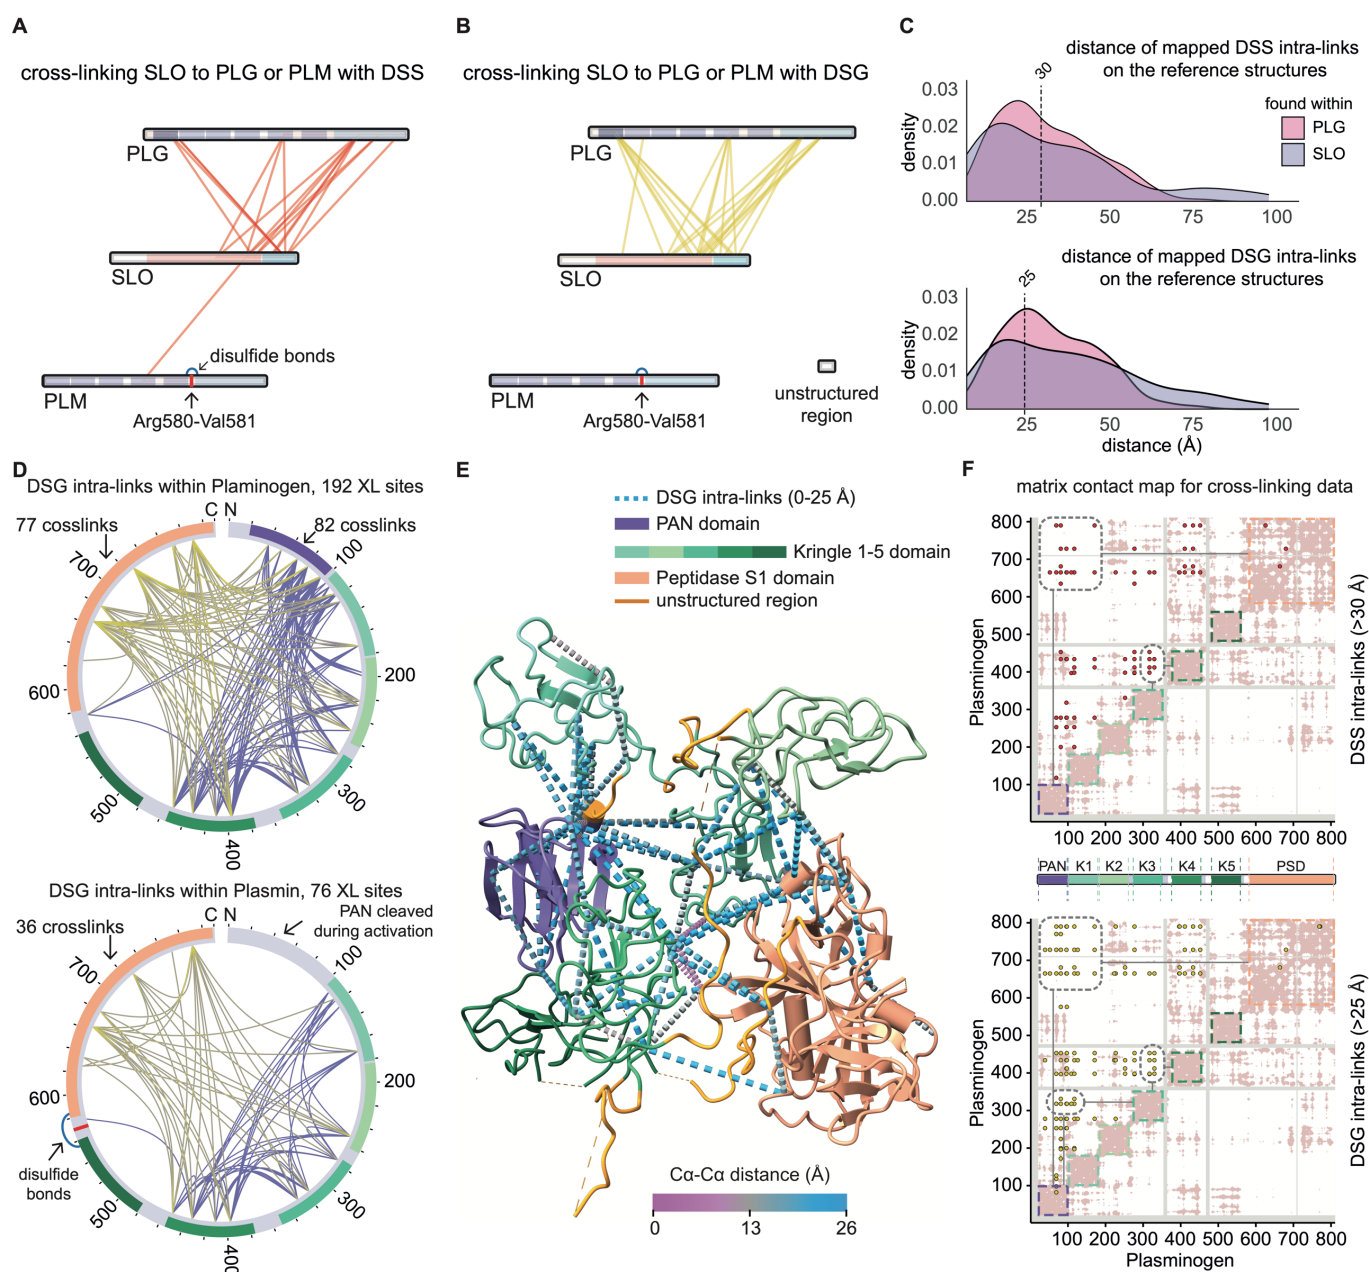 A
cross-linking SLO to PLG or PLM with DSS
PLG
SLO
disulfide bonds
PLM
Arg580-Val581
B
cross-linking SLO to PLG or PLM with DSG
PLG
SLO
PLM
Arg580-Val581
unstructured
region
C
distance of mapped DSS intra-links
on the reference structures
30
found within
PLG
SLO
density
0.03
0.02
0.01
0.00
25
50
75
100
distance of mapped DSG intra-links
on the reference structures
25
density
0.03
0.02
0.01
0.00
25
50
75
100
distance (Å)
D
DSG intra-links within Plaminogen, 192 XL sites
77 cosslinks
C N
82 cosslinks
100
200
300
400
500
600
700
DSG intra-links within Plasmin, 76 XL sites
36 crosslinks
C N
PAN cleaved
during activation
100
200
300
400
500
600
700
disulfide
bonds
E
DSG intra-links (0-25 Å)
PAN domain
Kringle 1-5 domain
Peptidase S1 domain
unstructured region
Cα-Cα distance (Å)
0
13
26
F
matrix contact map for cross-linking data
800
700
600
500
400
300
200
100
Plasminogen
DSS intra-links (>30 Å)
100 200 300 400 500 600 700 800
PAN K1 K2 K3 K4 K5 PSD
800
700
600
500
400
300
200
100
Plasminogen
DSG intra-links (>25 Å)
100 200 300 400 500 600 700 800
Plasminogen